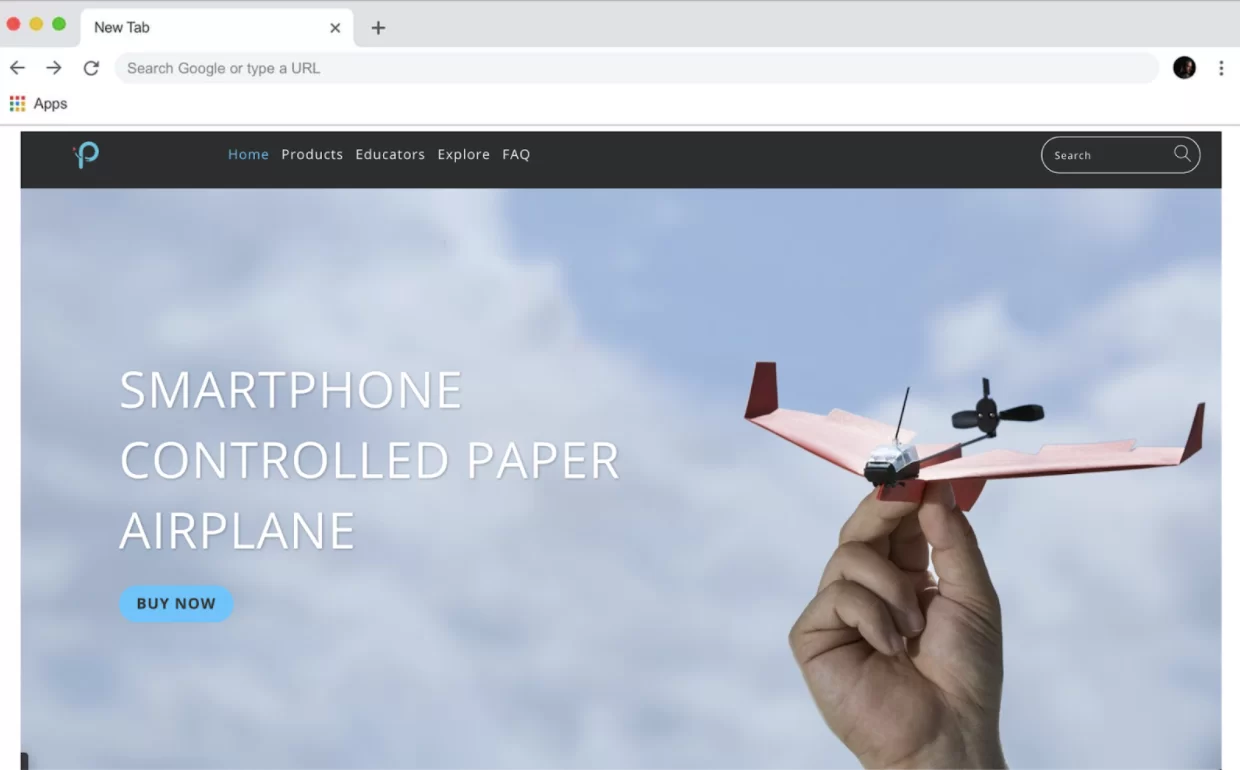 New Tab
Search Google or type a URL
Apps
Home Products Educators Explore FAQ
Search
SMARTPHONE
CONTROLLED PAPER
AIRPLANE
BUY NOW